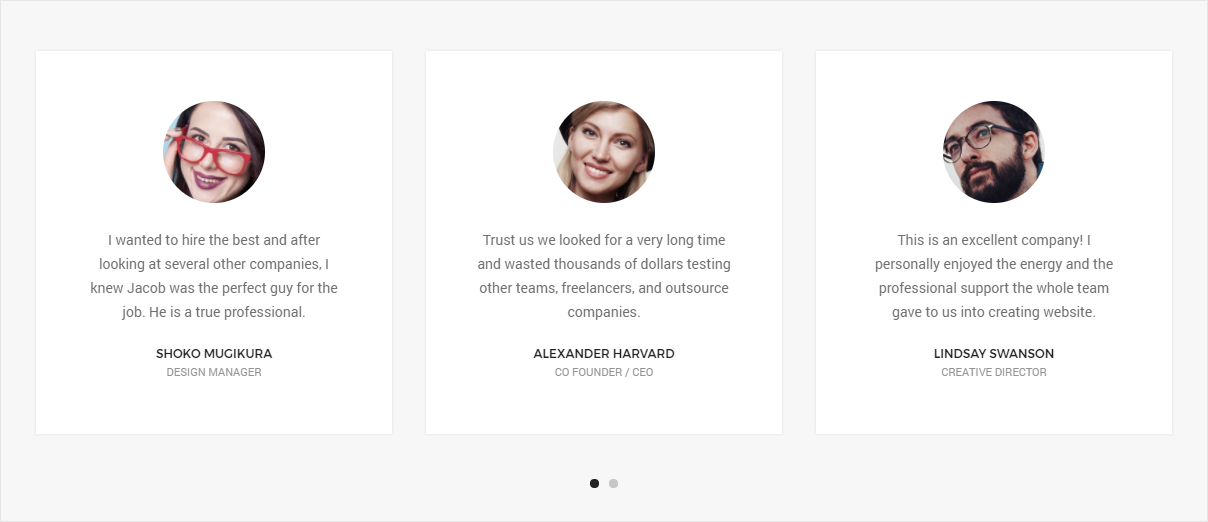 I wanted to hire the best and after
looking at several other companies, I
knew Jacob was the perfect guy for the
job. He is a true professional.
SHOKO MUGIKURA
DESIGN MANAGER
Trust us we looked for a very long time
and wasted thousands of dollars testing
other teams, freelancers, and outsource
companies.
ALEXANDER HARVARD
CO FOUNDER / CEO
This is an excellent company! I
personally enjoyed the energy and the
professional support the whole team
gave to us into creating website.
LINDSAY SWANSON
CREATIVE DIRECTOR